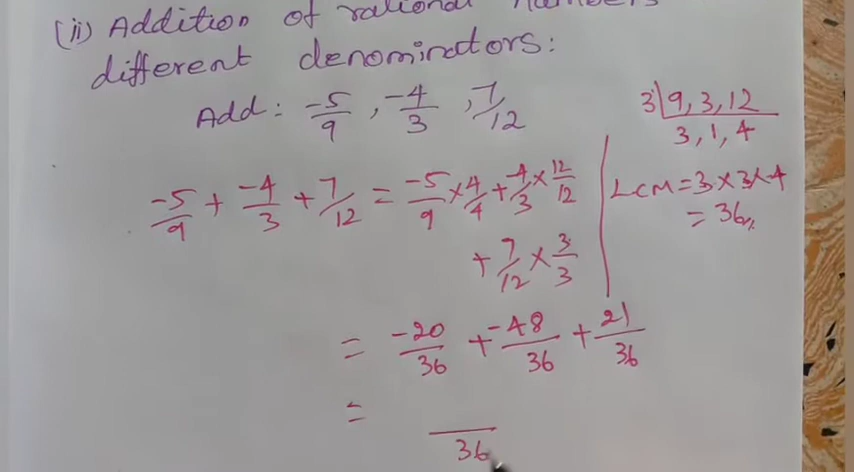 (ii) Addition of rational numbers
different denominators:
Add: -5/9, -4/3, 7/12
3|9, 3, 12
3, 1, 4
LCM = 3 × 3 × 4
= 36//
-5/9 + -4/3 + 7/12 = -5/9 × 4/4 + -4/3 × 12/12
+ 7/12 × 3/3
= -20/36 + -48/36 + 21/36
= /36